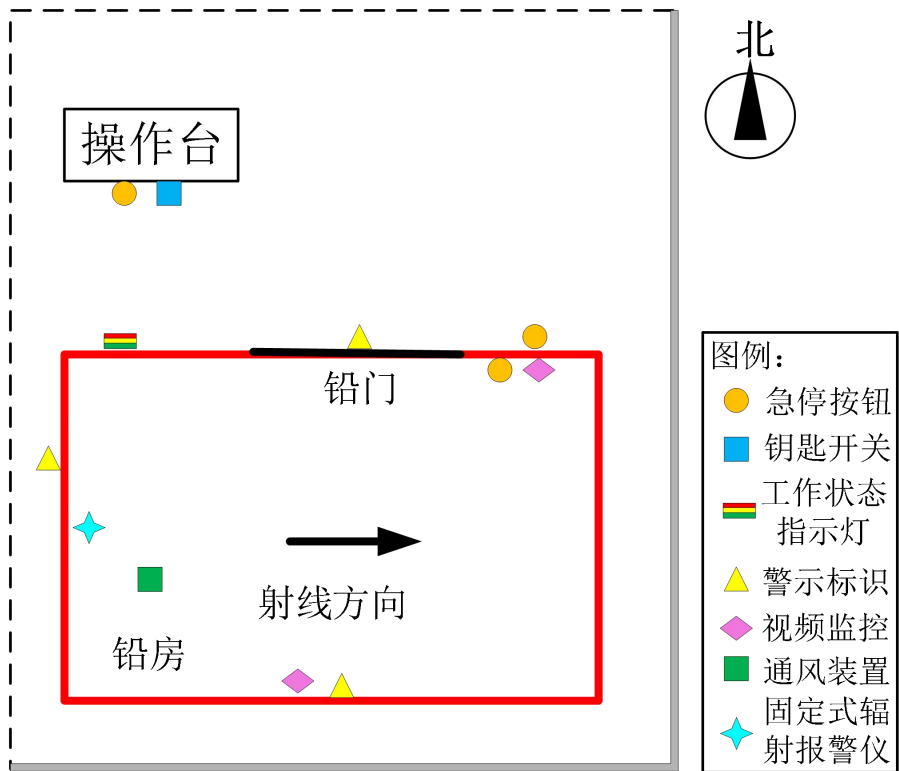 北
操作台
铅门
射线方向
铅房
图例：
急停按钮
钥匙开关
工作状态
指示灯
警示标识
视频监控
通风装置
固定式辐
射报警仪